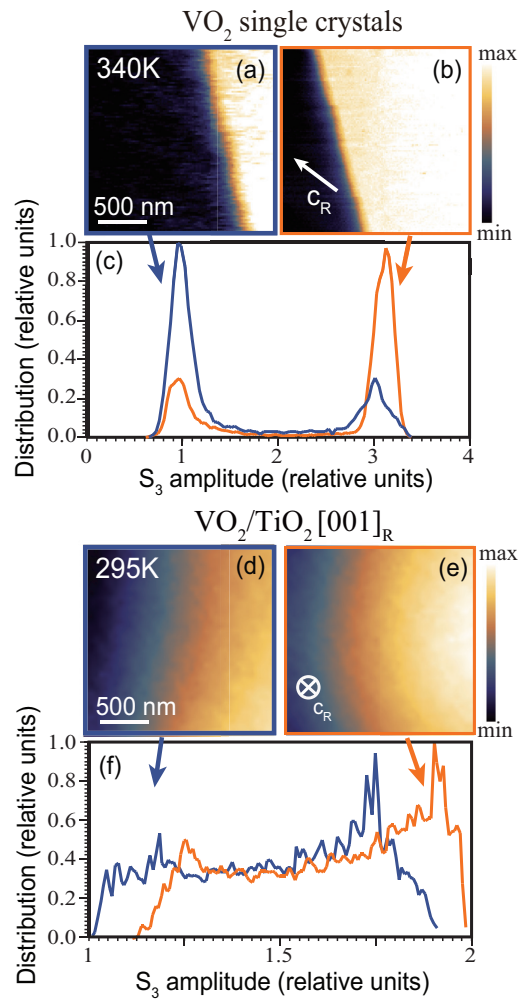 VO2 single crystals
340K (a) (b) max
500 nm cR min
(c)
Distribution (relative units)
1.0
0.8
0.6
0.4
0.2
0.0
0 1 2 3 4
S3 amplitude (relative units)
VO2/TiO2 [001]R
295K (d) (e) max
500 nm cR min
(f)
Distribution (relative units)
1.0
0.8
0.6
0.4
0.2
0.0
1 1.5 2
S3 amplitude (relative units)